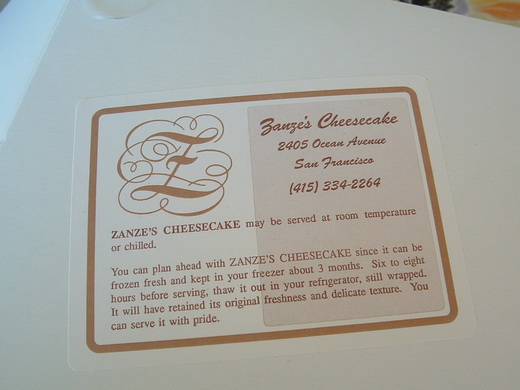 Z
Zanze's Cheesecake
2405 Ocean Avenue
San Francisco
(415) 334-2264
ZANZE'S CHEESECAKE may be served at room temperature
or chilled.
You can plan ahead with ZANZE'S CHEESECAKE since it can be
frozen fresh and kept in your freezer about 3 months. Six to eight
hours before serving, thaw it out in your refrigerator, still wrapped.
It will have retained its original freshness and delicate texture. You
can serve it with pride.